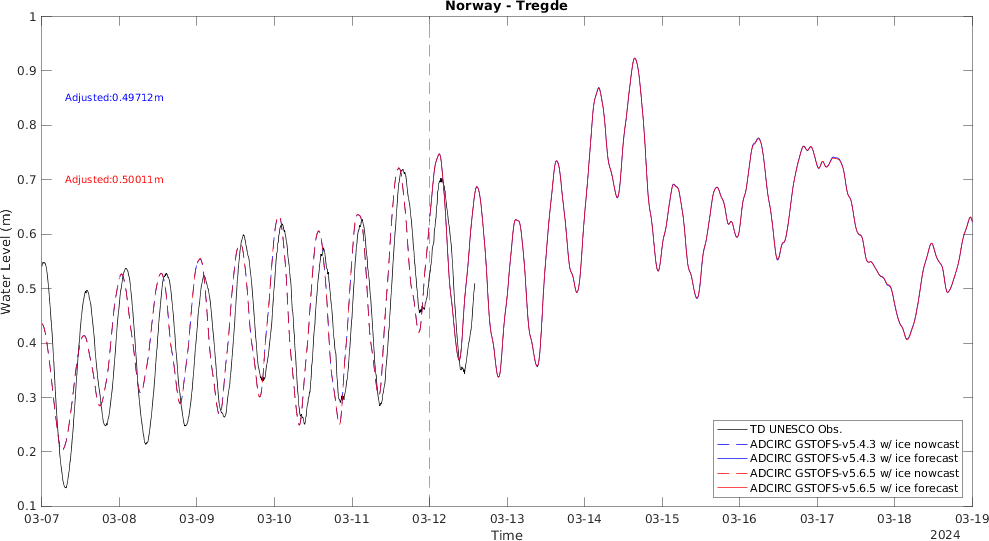 Norway - Tregde
1
0.9
0.8
0.7
0.6
0.5
0.4
0.3
0.2
0.1
Water Level (m)
Adjusted:0.49712m
Adjusted:0.50011m
TD UNESCO Obs.
ADCIRC GSTOFS-v5.4.3 w/ ice nowcast
ADCIRC GSTOFS-v5.4.3 w/ ice forecast
ADCIRC GSTOFS-v5.6.5 w/ ice nowcast
ADCIRC GSTOFS-v5.6.5 w/ ice forecast
03-07 03-08 03-09 03-10 03-11 03-12 03-13 03-14 03-15 03-16 03-17 03-18 03-19
Time
2024